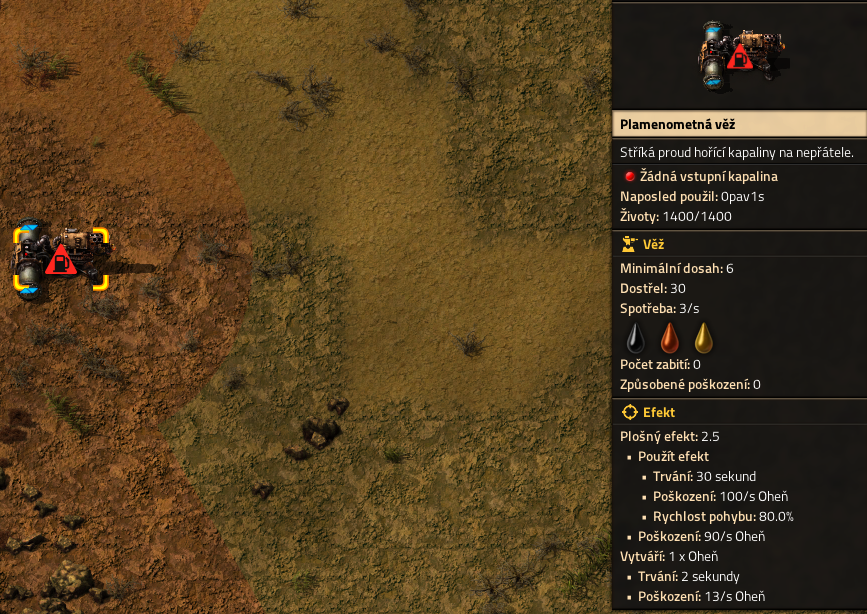 Plamenometná věž
Stříká proud hořící kapaliny na nepřátele.
Žádná vstupní kapalina
Naposled použil: 0pav1s
Životy: 1400/1400
Věž
Minimální dosah: 6
Dostřel: 30
Spotřeba: 3/s
Počet zabití: 0
Způsobené poškození: 0
Efekt
Plošný efekt: 2.5
▪ Použít efekt
▪ Trvání: 30 sekund
▪ Poškození: 100/s Oheň
▪ Rychlost pohybu: 80.0%
▪ Poškození: 90/s Oheň
Vytváří: 1 x Oheň
▪ Trvání: 2 sekundy
▪ Poškození: 13/s Oheň